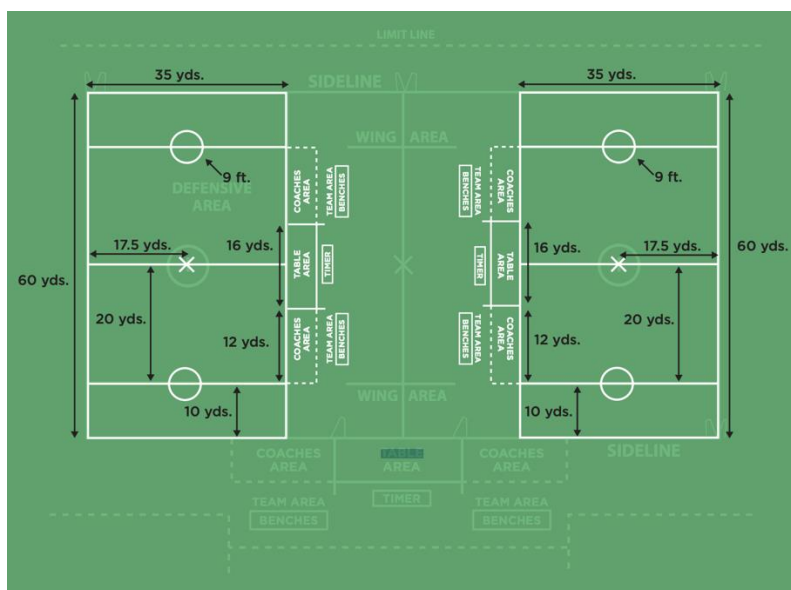 LIMIT LINE
35 yds.
SIDELINE
35 yds.
WING AREA
9 ft.
DEFENSIVE
AREA
COACHES
AREA
TEAM AREA
BENCHES
BENCHES
TEAM AREA
COACHES
AREA
9 ft.
17.5 yds.
16 yds.
TABLE
AREA
TIMER
TIMER
TABLE
AREA
16 yds.
17.5 yds.
60 yds.
60 yds.
20 yds.
12 yds.
COACHES
AREA
TEAM AREA
BENCHES
BENCHES
TEAM AREA
COACHES
AREA
12 yds.
20 yds.
10 yds.
WING AREA
10 yds.
COACHES
AREA
TABLE
AREA
COACHES
AREA
SIDELINE
TEAM AREA
BENCHES
TIMER
TEAM AREA
BENCHES